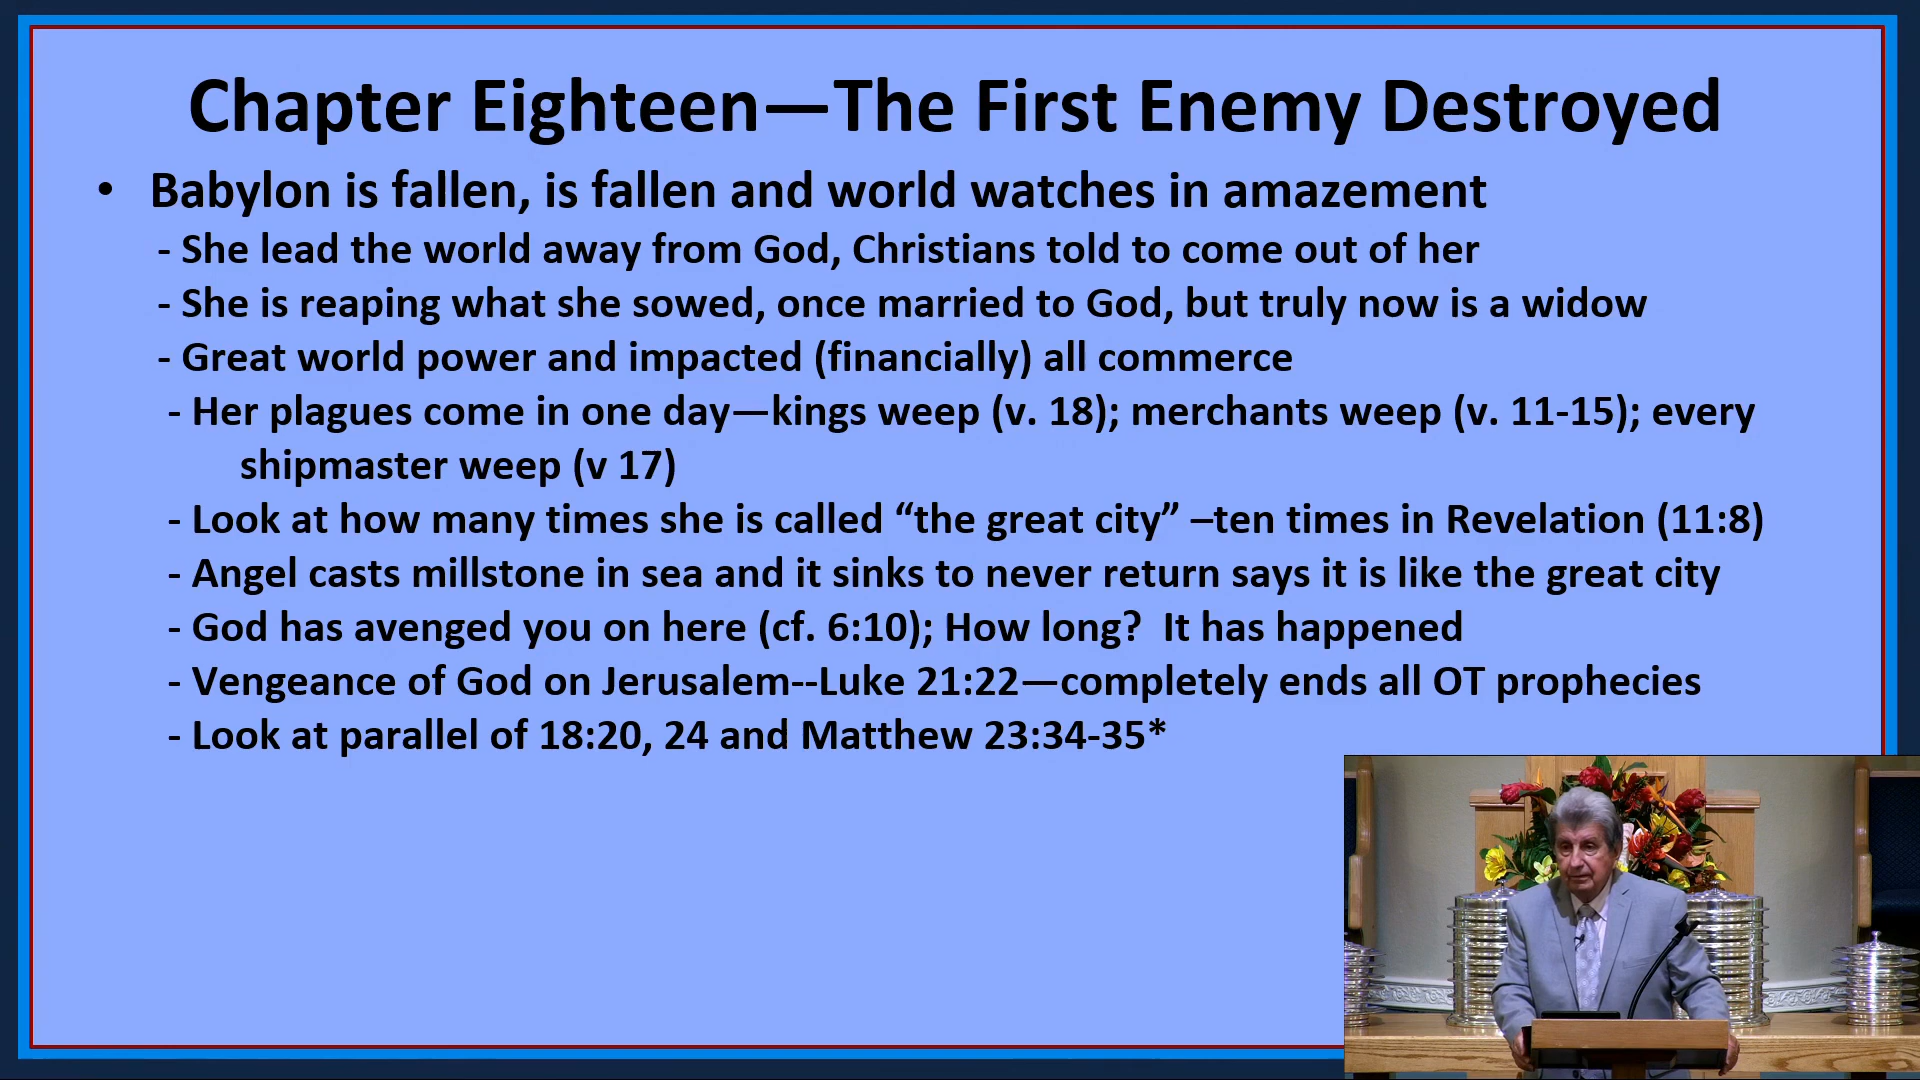 Chapter Eighteen—The First Enemy Destroyed
• Babylon is fallen, is fallen and world watches in amazement
- She lead the world away from God, Christians told to come out of her
- She is reaping what she sowed, once married to God, but truly now is a widow
- Great world power and impacted (financially) all commerce
- Her plagues come in one day—kings weep (v. 18); merchants weep (v. 11-15); every
shipmaster weep (v 17)
- Look at how many times she is called “the great city” –ten times in Revelation (11:8)
- Angel casts millstone in sea and it sinks to never return says it is like the great city
- God has avenged you on here (cf. 6:10); How long?  It has happened
- Vengeance of God on Jerusalem--Luke 21:22—completely ends all OT prophecies
- Look at parallel of 18:20, 24 and Matthew 23:34-35*